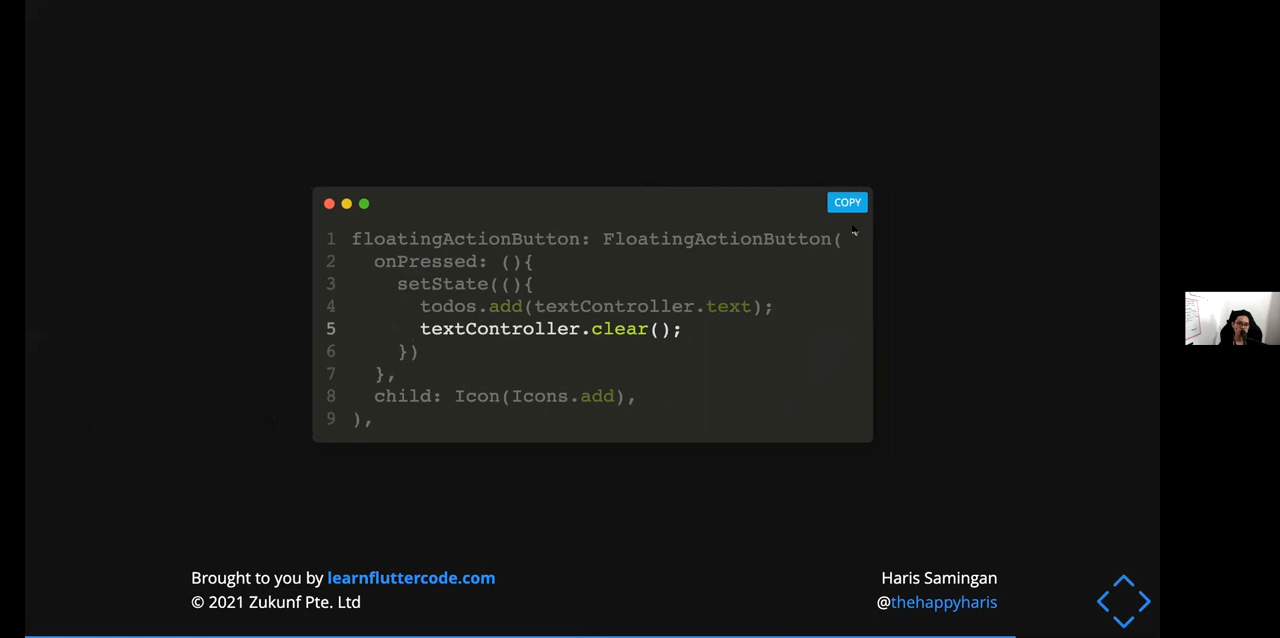 COPY
1 floatingActionButton: FloatingActionButton(
2 onPressed: (){
3 setState((){
4 todos.add(textController.text);
5 textController.clear();
6 })
7 },
8 child: Icon(Icons.add),
9 ),
Brought to you by learnfluttercode.com
© 2021 Zukunf Pte. Ltd
Haris Samingan
@thehappyharis